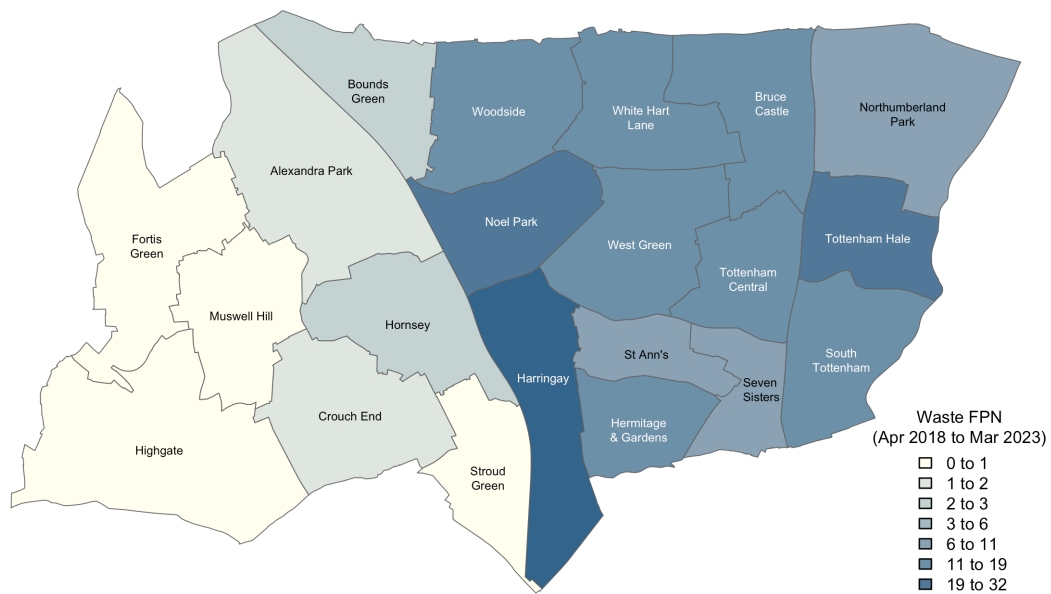 Bounds
Green
Woodside
White Hart
Lane
Bruce
Castle
Northumberland
Park
Alexandra Park
Noel Park
West Green
Tottenham Hale
Fortis
Green
Tottenham
Central
Muswell Hill
Hornsey
St Ann's
South
Tottenham
Harringay
Seven
Sisters
Crouch End
Hermitage
& Gardens
Highgate
Stroud
Green
Waste FPN
(Apr 2018 to Mar 2023)
0 to 1
1 to 2
2 to 3
3 to 6
6 to 11
11 to 19
19 to 32